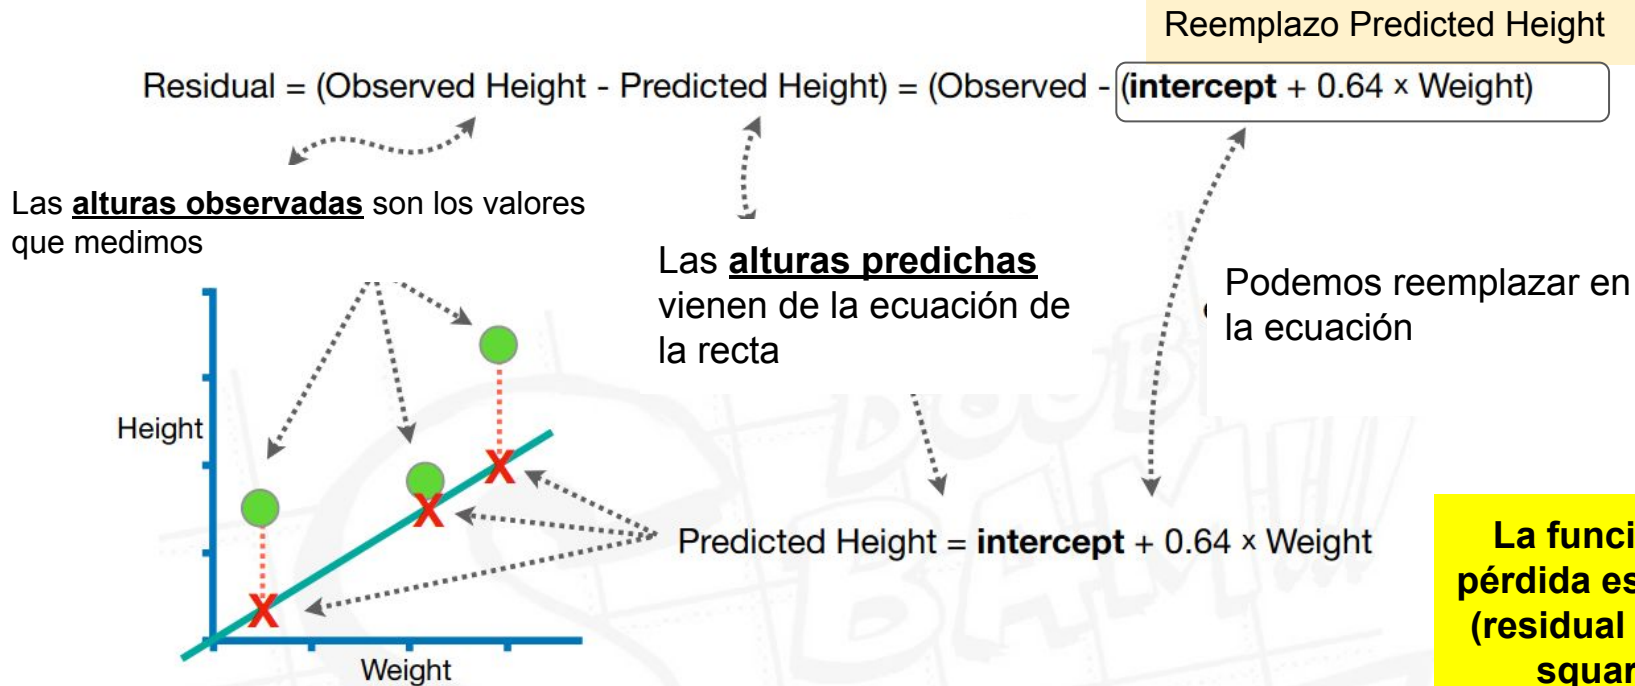 Reemplazo Predicted Height
Residual = (Observed Height - Predicted Height) = (Observed - (intercept + 0.64 x Weight)
Las alturas observadas son los valores
que medimos
Las alturas predichas
vienen de la ecuación de
la recta
Podemos reemplazar en
la ecuación
Height
Weight
Predicted Height = intercept + 0.64 x Weight
La funci
pérdida es
(residual
squar
DOUB
BAM!!!